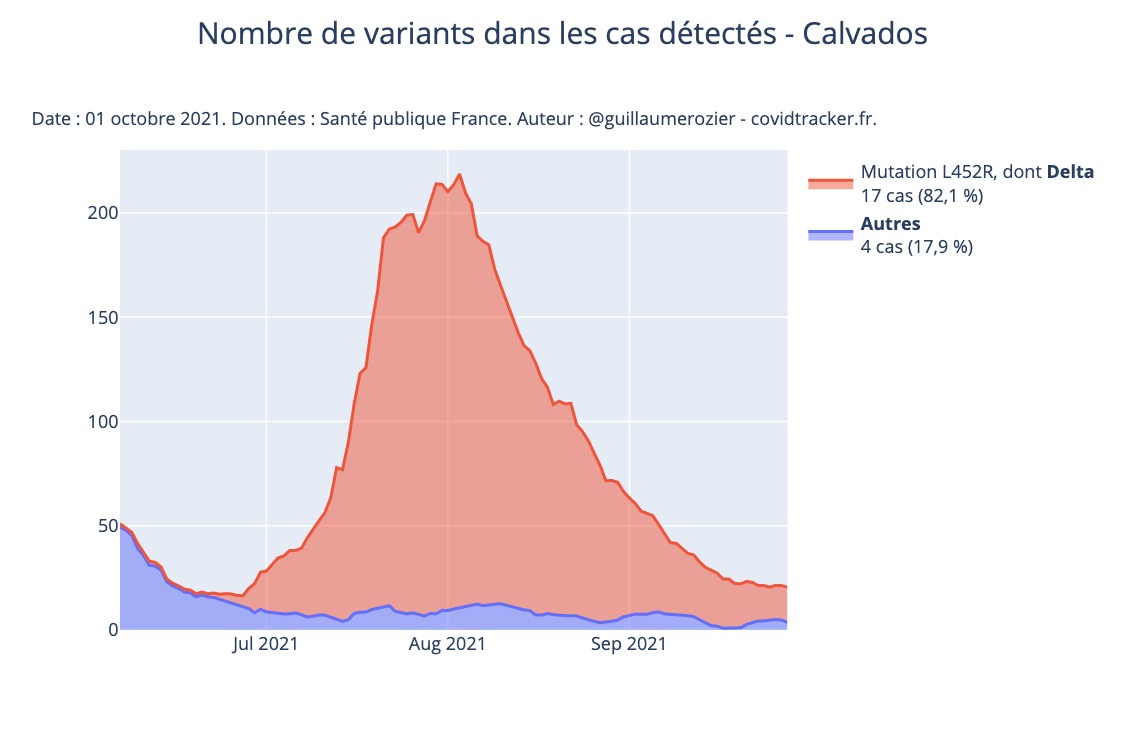 Nombre de variants dans les cas détectés - Calvados
Date : 01 octobre 2021. Données : Santé publique France. Auteur : @guillaumerozier - covidtracker.fr.
Mutation L452R, dont Delta
17 cas (82,1 %)
Autres
4 cas (17,9 %)
200
150
100
50
0
Jul 2021
Aug 2021
Sep 2021